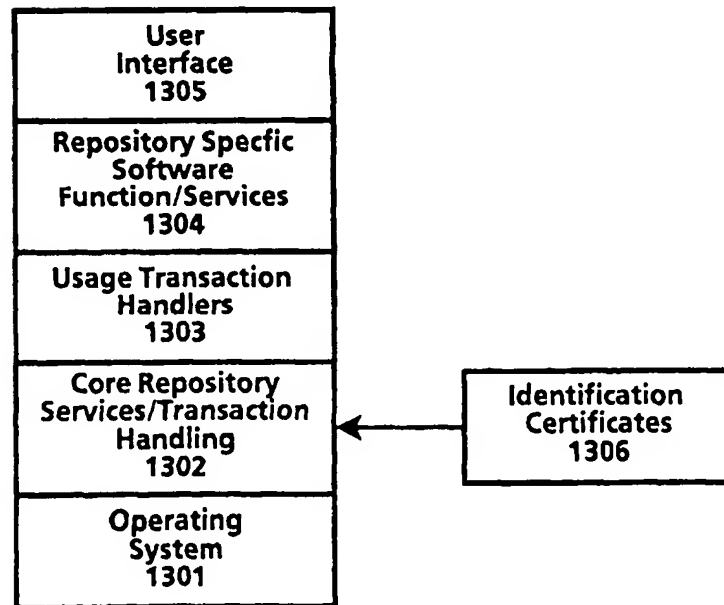 User
Interface
1305
Repository Specfic
Software
Function/Services
1304
Usage Transaction
Handlers
1303
Core Repository
Services/Transaction
Handling
1302
Identification
Certificates
1306
Operating
System
1301